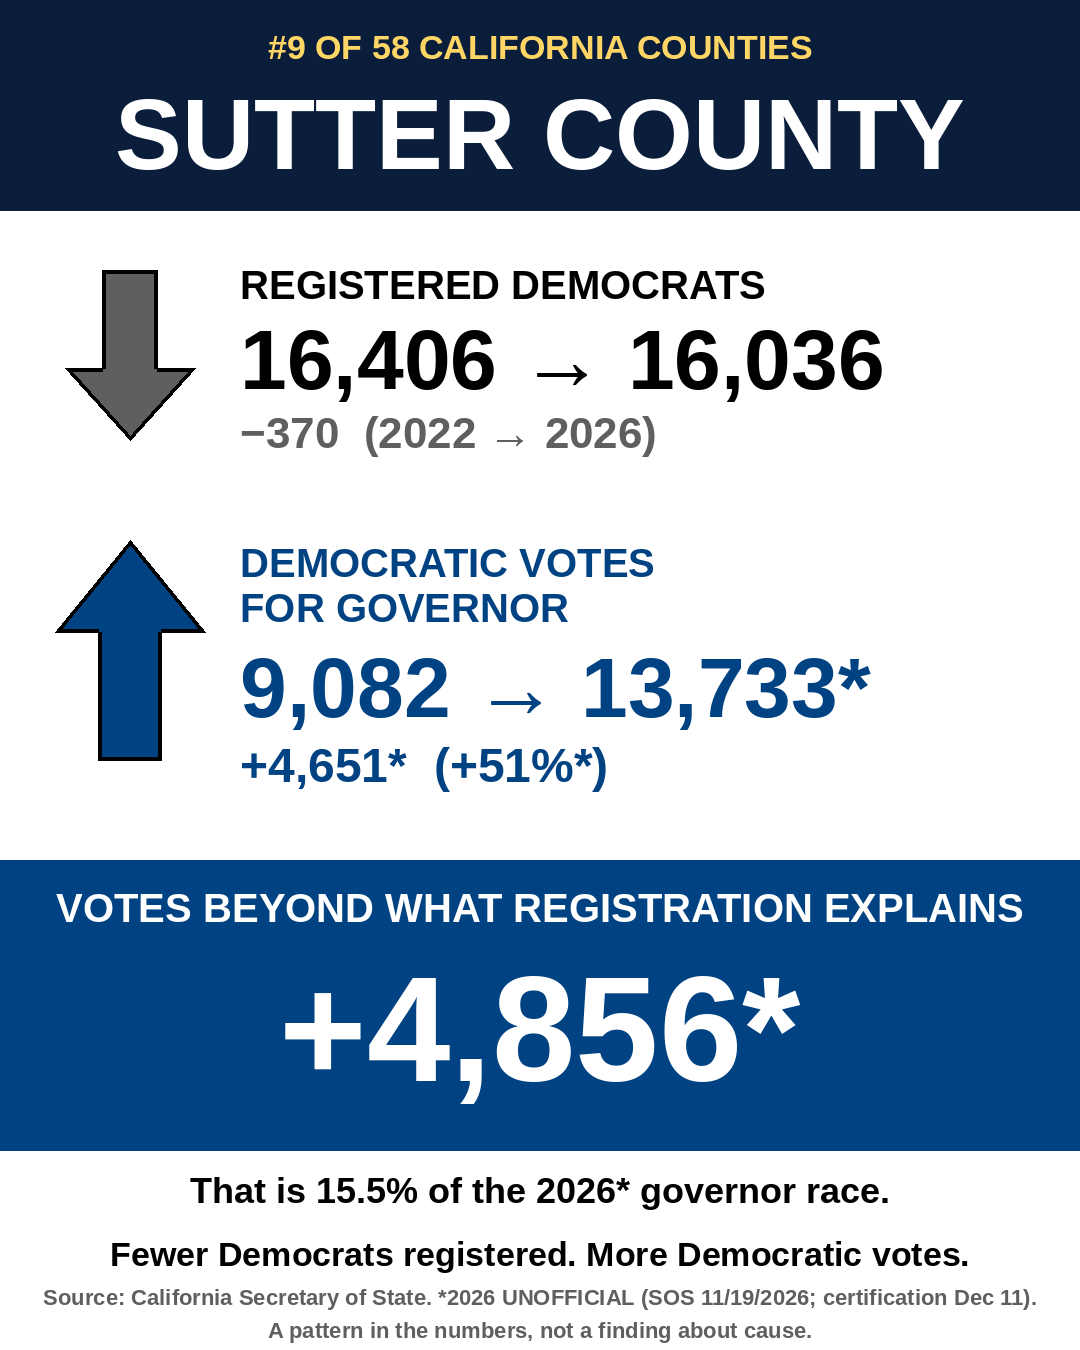 #9 OF 58 CALIFORNIA COUNTIES
SUTTER COUNTY
REGISTERED DEMOCRATS
16,406 → 16,036
−370 (2022 → 2026)
DEMOCRATIC VOTES
FOR GOVERNOR
9,082 → 13,733*
+4,651* (+51%*)
VOTES BEYOND WHAT REGISTRATION EXPLAINS
+4,856*
That is 15.5% of the 2026* governor race.
Fewer Democrats registered. More Democratic votes.
Source: California Secretary of State. *2026 UNOFFICIAL (SOS 11/19/2026; certification Dec 11).
A pattern in the numbers, not a finding about cause.